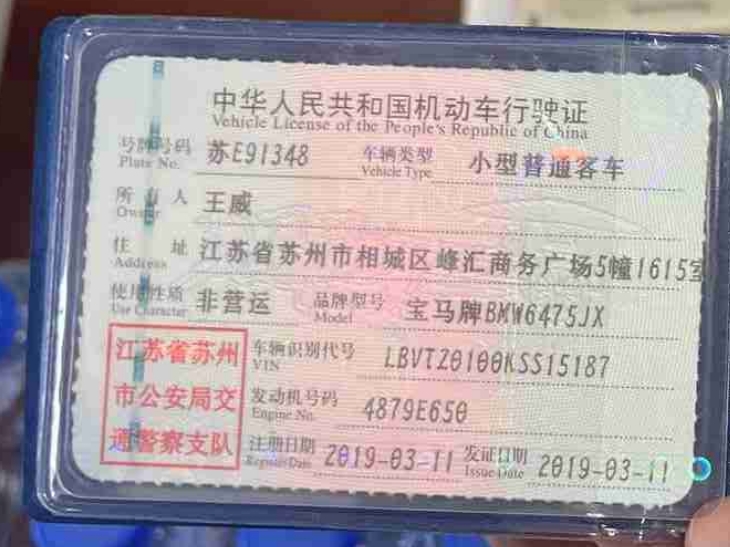 中华人民共和国机动车行驶证
Vehicle License of the People's Republic of China
号牌号码 苏E91348 车辆类型 小型普通客车
Plate No. Vehicle Type
所有人 王威
Owner
住址 江苏省苏州市相城区峰汇商务广场5幢1615室
Address
使用性质 非营运 品牌型号 宝马牌BMW6475JX
Use Character Model
江苏省苏州 车辆识别代号 LBVTZ0100KSS15187
VIN
市公安局交 发动机号码 4879E650
Engine No.
通警察支队 注册日期 2019-03-11 发证日期 2019-03-11
Register Date Issue Date